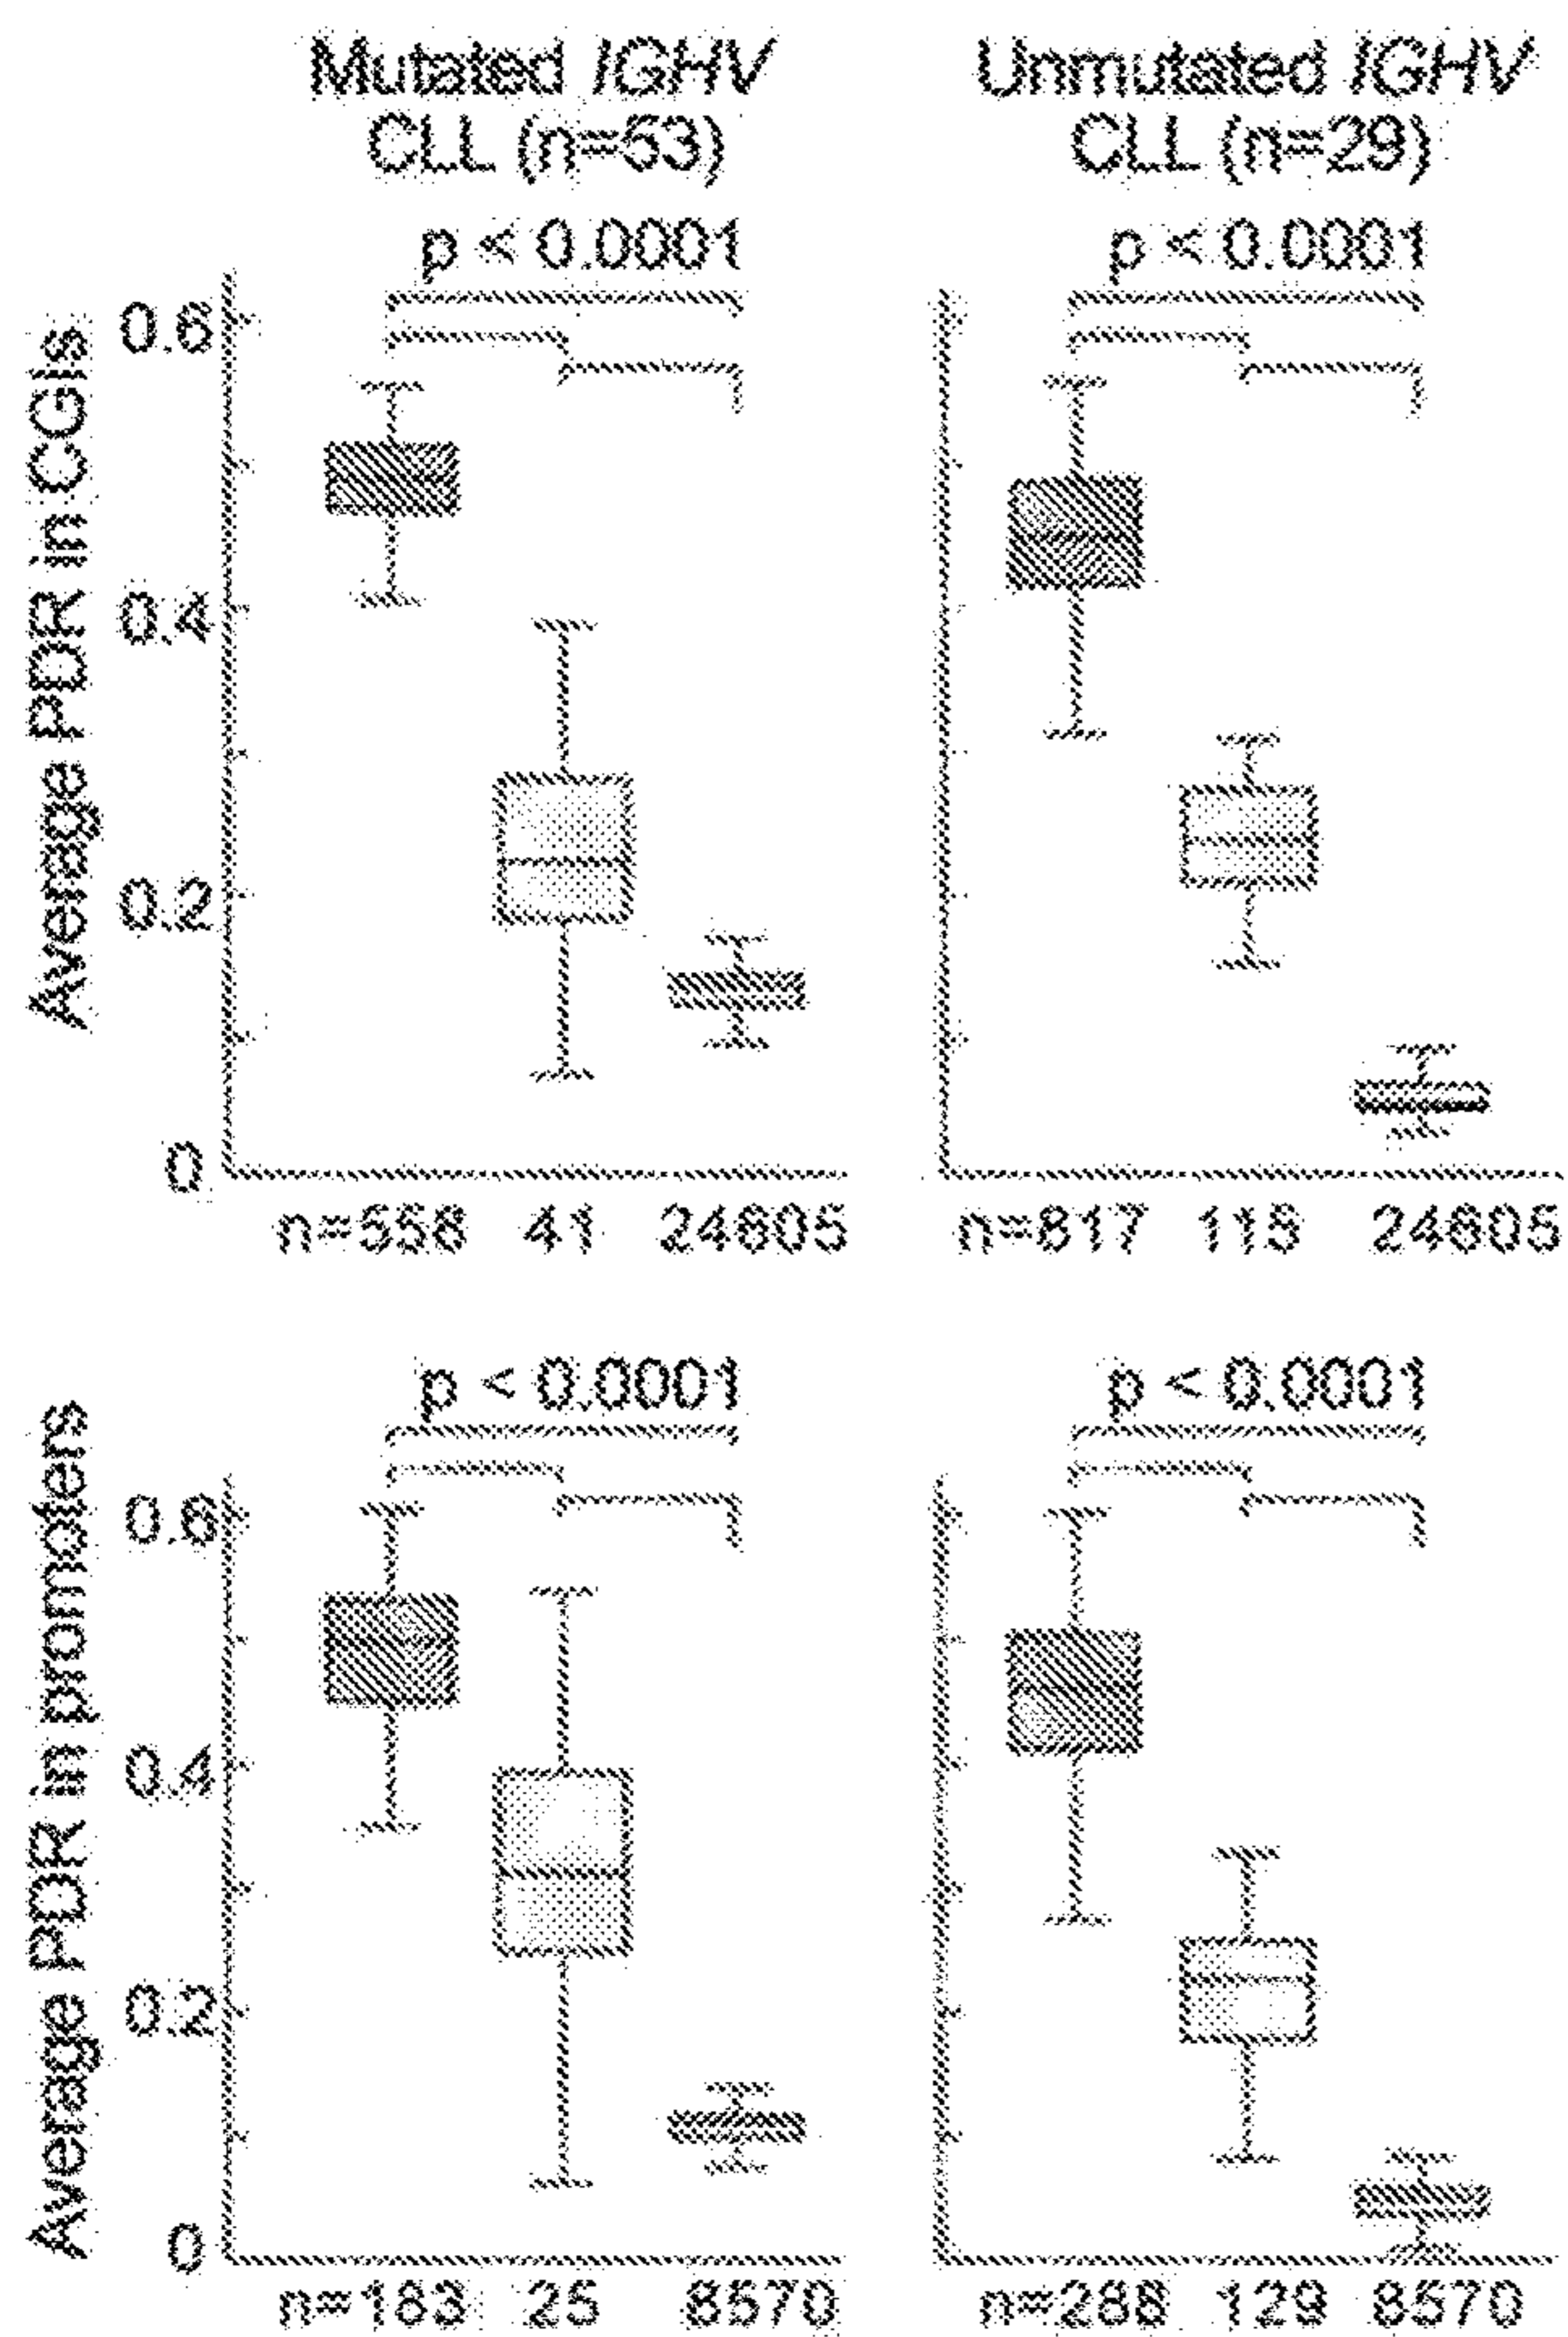 Mutated IGHV
CLL (n=53)
Unmutated IGHV
CLL (n=29)
p < 0.0001
p < 0.0001
Average PDR in CGIs
0.6
0.4
0.2
0
n=558 41 24605
n=817 115 24605
p < 0.0001
p < 0.0001
Average PDR in promoters
0.6
0.4
0.2
0
n=163 25 8570
n=288 129 8570